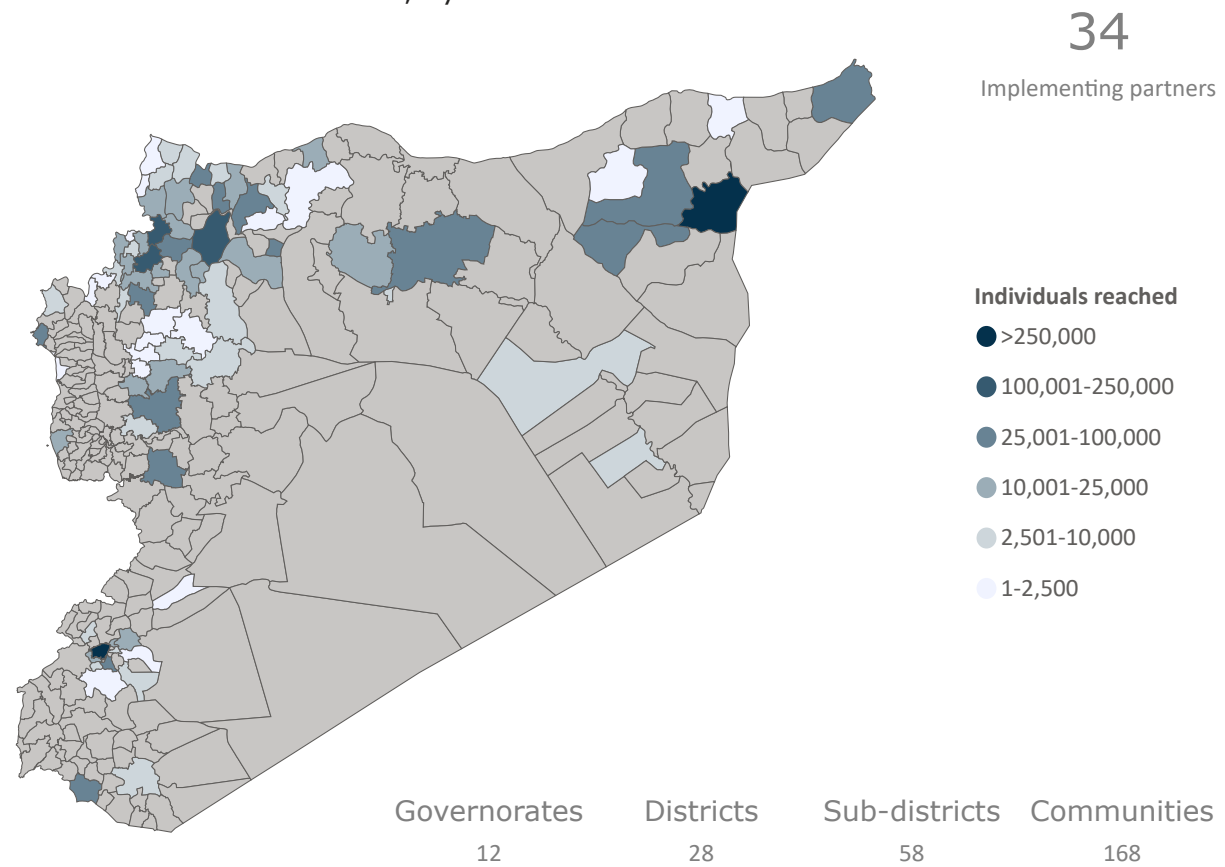 34
Implementing partners
Individuals reached
>250,000
100,001-250,000
25,001-100,000
10,001-25,000
2,501-10,000
1-2,500
Governorates Districts Sub-districts Communities
12 28 58 168